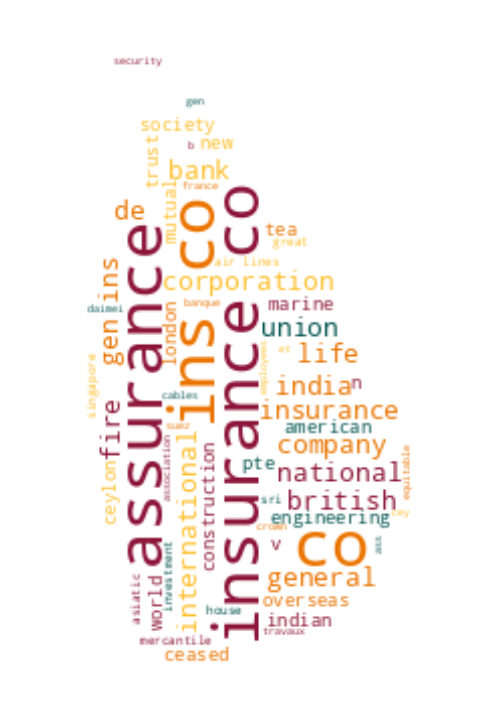 security
gen
society
b
new
trust
bank
france
mutual
de
ins co
insurance co
assurance
tea
great
air lines
corporation
gen ins
daimei
banque
marine
london
union
et
life
employees
singapore
cables
india
n
insurance
suez
american
fire
company
association
international
construction
pte
national
equitable
ceylon
sri
british
cey
engineering
crown
v
co
ass
general
asiatic
world
investment
overseas
house
indian
travaux
mercantile
ceased